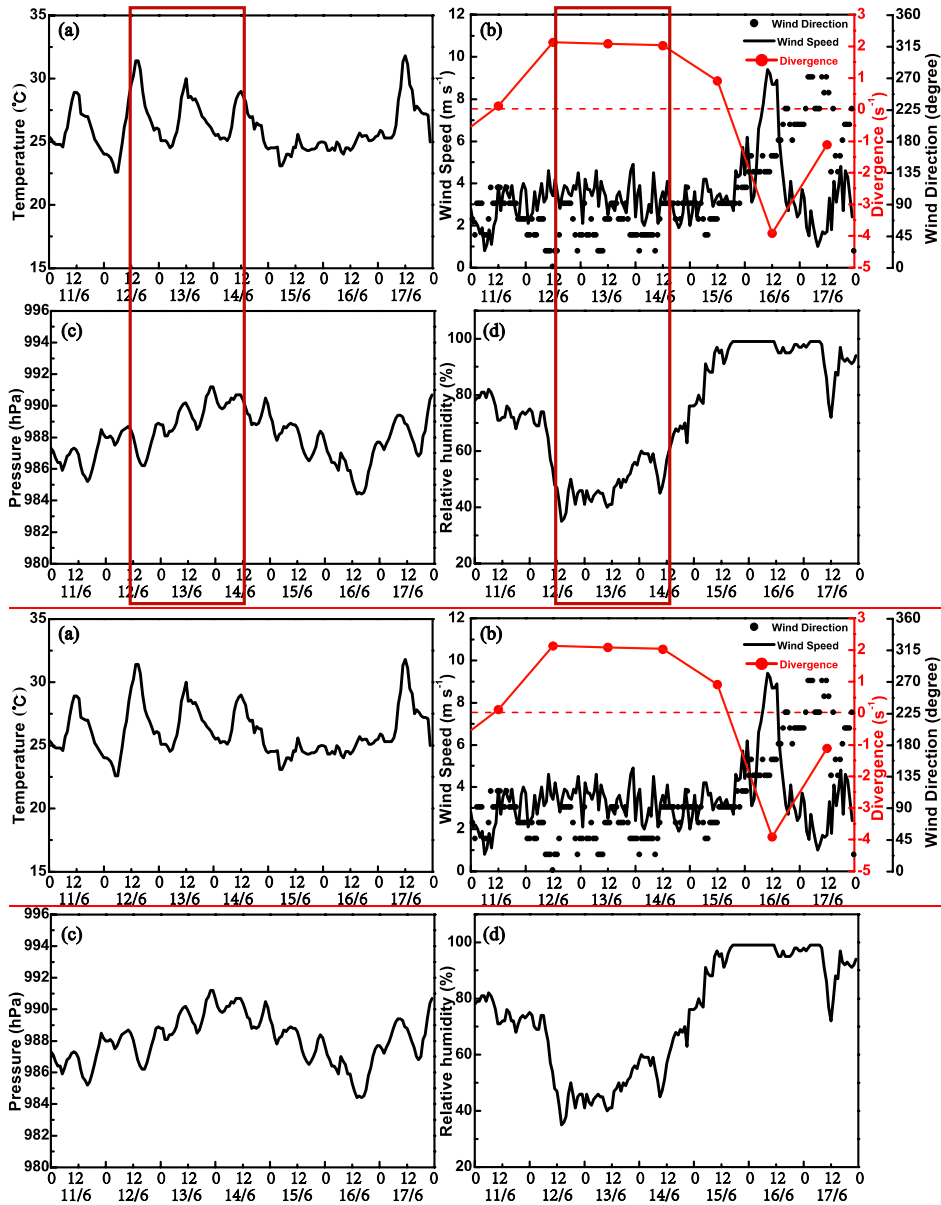 (a)
Temperature (℃)
35
30
25
20
15
12 0 12 0 12 0 12 0 12 0 12 0 12 0
11/6 12/6 13/6 14/6 15/6 16/6 17/6
(b)
Wind Direction
Wind Speed
Divergence
Wind Speed (m s⁻¹)
12
10
8
6
4
2
0
Divergence (s⁻¹)
3
2
1
0
-1
-2
-3
-4
-5
Wind Direction (degree)
360
315
270
225
180
135
90
45
0
0 12 0 12 0 12 0 12 0 12 0 12 0 12 0
11/6 12/6 13/6 14/6 15/6 16/6 17/6
(c)
Pressure (hPa)
996
994
992
990
988
986
984
982
980
0 12 0 12 0 12 0 12 0 12 0 12 0 12 0
11/6 12/6 13/6 14/6 15/6 16/6 17/6
(d)
Relative humidity (%)
100
80
60
40
20
0 12 0 12 0 12 0 12 0 12 0 12 0 12 0
11/6 12/6 13/6 14/6 15/6 16/6 17/6
(a)
Temperature (℃)
35
30
25
20
15
0 12 0 12 0 12 0 12 0 12 0 12 0 12 0
11/6 12/6 13/6 14/6 15/6 16/6 17/6
(b)
Wind Direction
Wind Speed
Divergence
Wind Speed (m s⁻¹)
12
10
8
6
4
2
0
Divergence (s⁻¹)
3
2
1
0
-1
-2
-3
-4
-5
Wind Direction (degree)
360
315
270
225
180
135
90
45
0
0 12 0 12 0 12 0 12 0 12 0 12 0 12 0
11/6 12/6 13/6 14/6 15/6 16/6 17/6
(c)
Pressure (hPa)
996
994
992
990
988
986
984
982
980
0 12 0 12 0 12 0 12 0 12 0 12 0 12 0
11/6 12/6 13/6 14/6 15/6 16/6 17/6
(d)
Relative humidity (%)
100
80
60
40
20
0 12 0 12 0 12 0 12 0 12 0 12 0 12 0
11/6 12/6 13/6 14/6 15/6 16/6 17/6